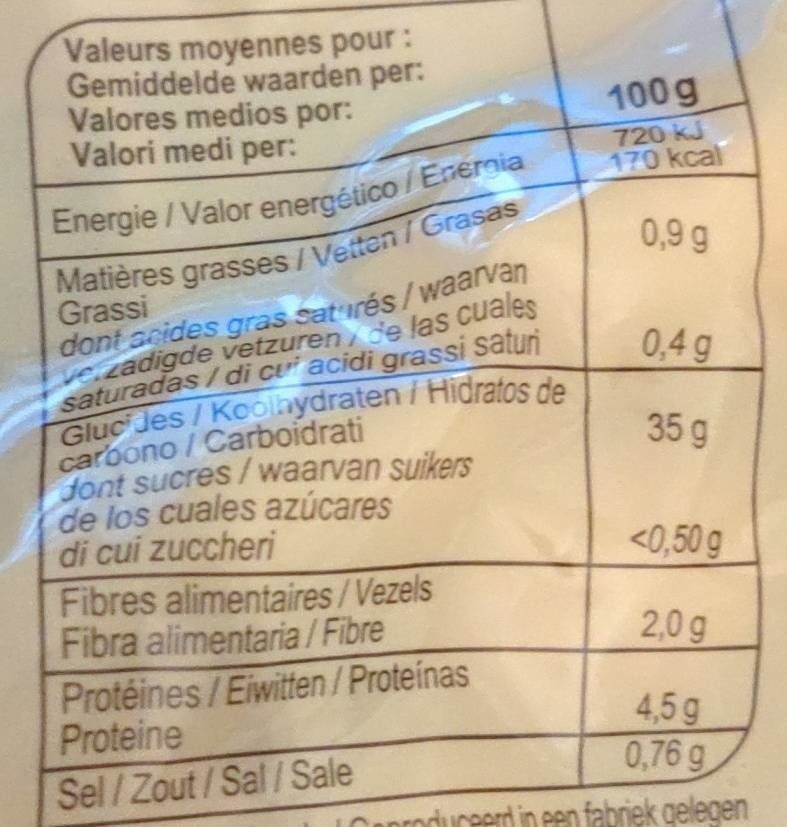 Valeurs moyennes pour :
Gemiddelde waarden per:
Valores medios por:
Valori medi per:
100 g
Energie / Valor energético / Energia
720 kJ
170 kcal
Matières grasses / Vetten / Grasas
Grassi
0,9 g
dont acides gras saturés / waarvan
verzadigde vetzuren / de las cuales
saturadas / di cui acidi grassi saturi
0,4 g
Glucides / Koolhydraten / Hidratos de
carbono / Carboidrati
35 g
dont sucres / waarvan suikers
de los cuales azúcares
di cui zuccheri
<0,50 g
Fibres alimentaires / Vezels
Fibra alimentaria / Fibre
2,0 g
Protéines / Eiwitten / Proteínas
Proteine
4,5 g
Sel / Zout / Sal / Sale
0,76 g
in een fabriek gelegen